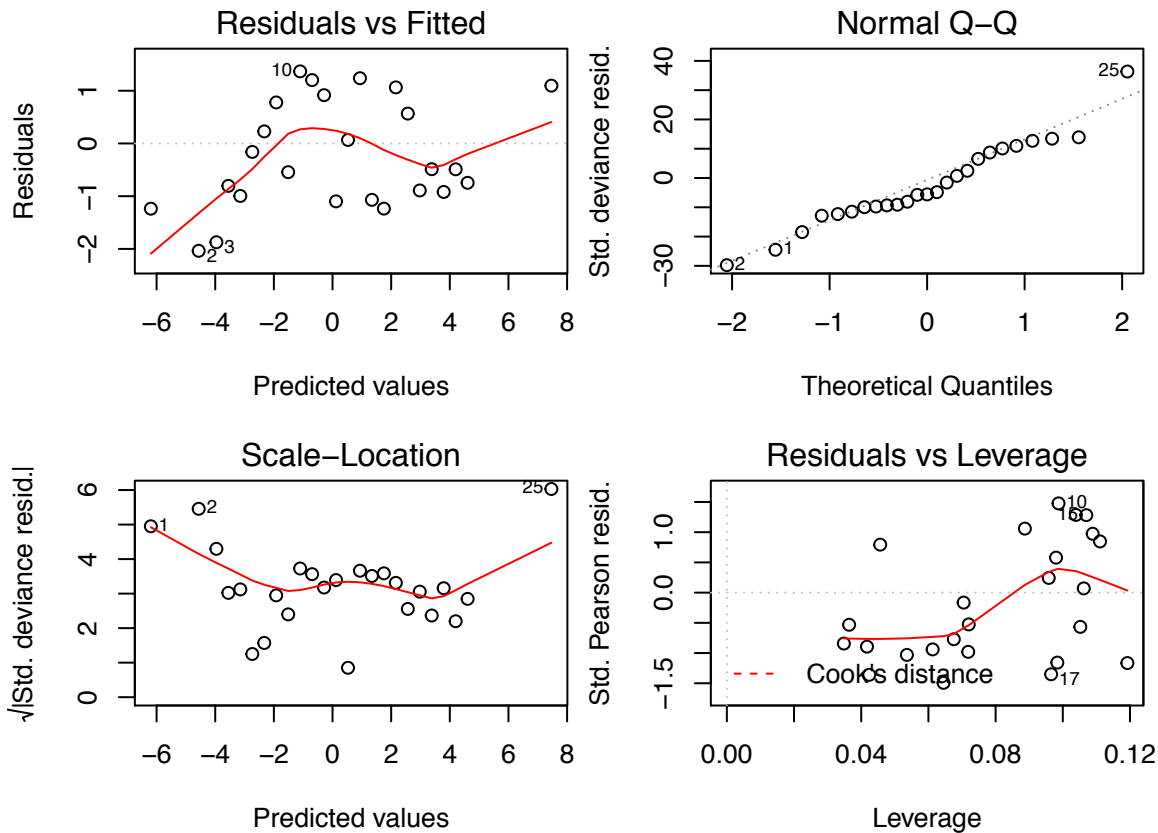 Residuals vs Fitted
Residuals
1
0
−1
−2
10
2
3
−6 −4 −2 0 2 4 6 8
Predicted values
Normal Q−Q
Std. deviance resid.
40
20
0
−30
25
1
2
−2 −1 0 1 2
Theoretical Quantiles
Scale−Location
√|Std. deviance resid.|
6
4
2
0
25
2
1
−6 −4 −2 0 2 4 6 8
Predicted values
Residuals vs Leverage
Std. Pearson resid.
1.0
0.0
−1.5
10
15
17
Cook's distance
0.00 0.04 0.08 0.12
Leverage